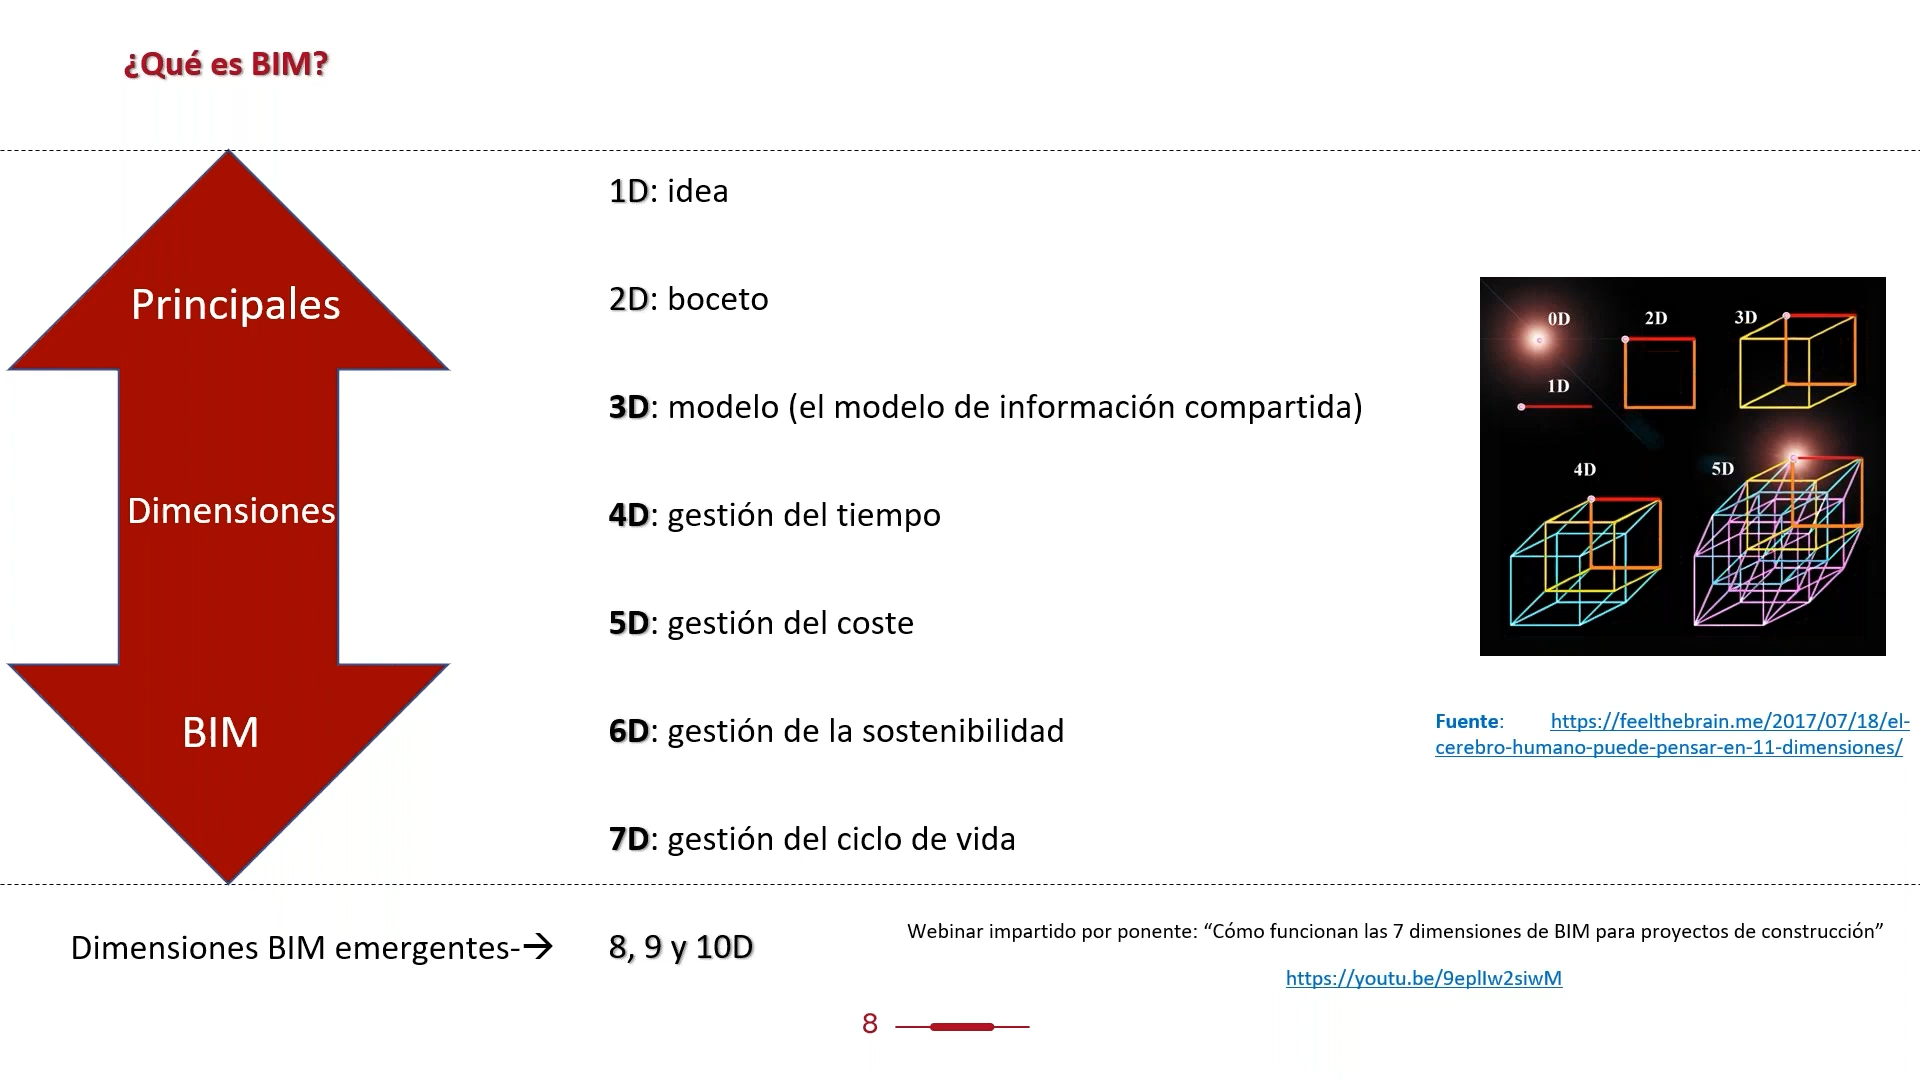 ¿Qué es BIM?
Principales
Dimensiones
BIM
1D: idea
2D: boceto
3D: modelo (el modelo de información compartida)
4D: gestión del tiempo
5D: gestión del coste
6D: gestión de la sostenibilidad
7D: gestión del ciclo de vida
0D
2D
3D
1D
4D
5D
Fuente: https://feelthebrain.me/2017/07/18/el-
cerebro-humano-puede-pensar-en-11-dimensiones/
Dimensiones BIM emergentes-→ 8, 9 y 10D
Webinar impartido por ponente: “Cómo funcionan las 7 dimensiones de BIM para proyectos de construcción”
https://youtu.be/9eplIw2siwM
8